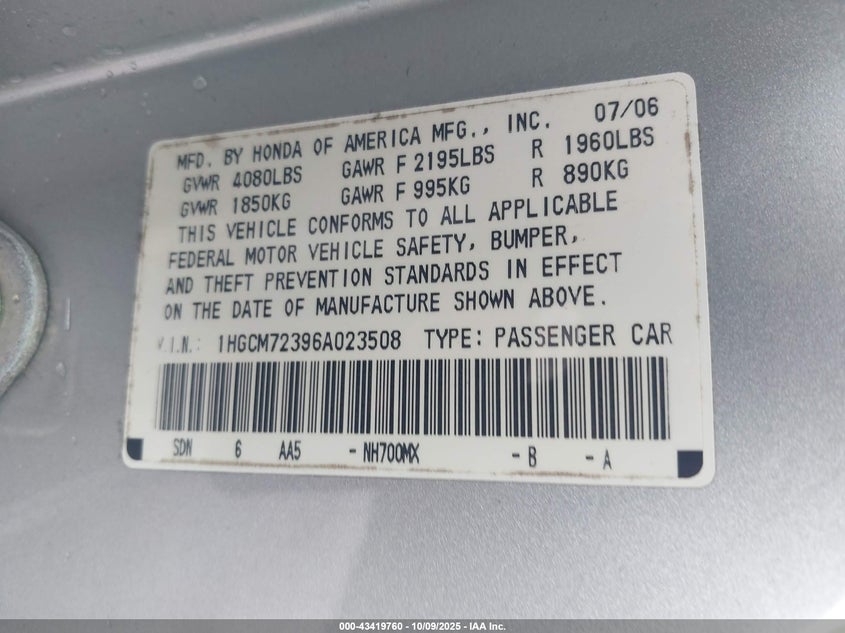 MFD. BY HONDA OF AMERICA MFG., INC. 07/06
GVWR 4080LBS GAWR F 2195LBS R 1960LBS
GVWR 1850KG GAWR F 995KG R 890KG
THIS VEHICLE CONFORMS TO ALL APPLICABLE
FEDERAL MOTOR VEHICLE SAFETY, BUMPER,
AND THEFT PREVENTION STANDARDS IN EFFECT
ON THE DATE OF MANUFACTURE SHOWN ABOVE.
V.I.N.: 1HGCM72396A023508 TYPE: PASSENGER CAR
SDN 6 AA5 - NH700MX - B - A
000-43419760 - 10/09/2025 - IAA Inc.